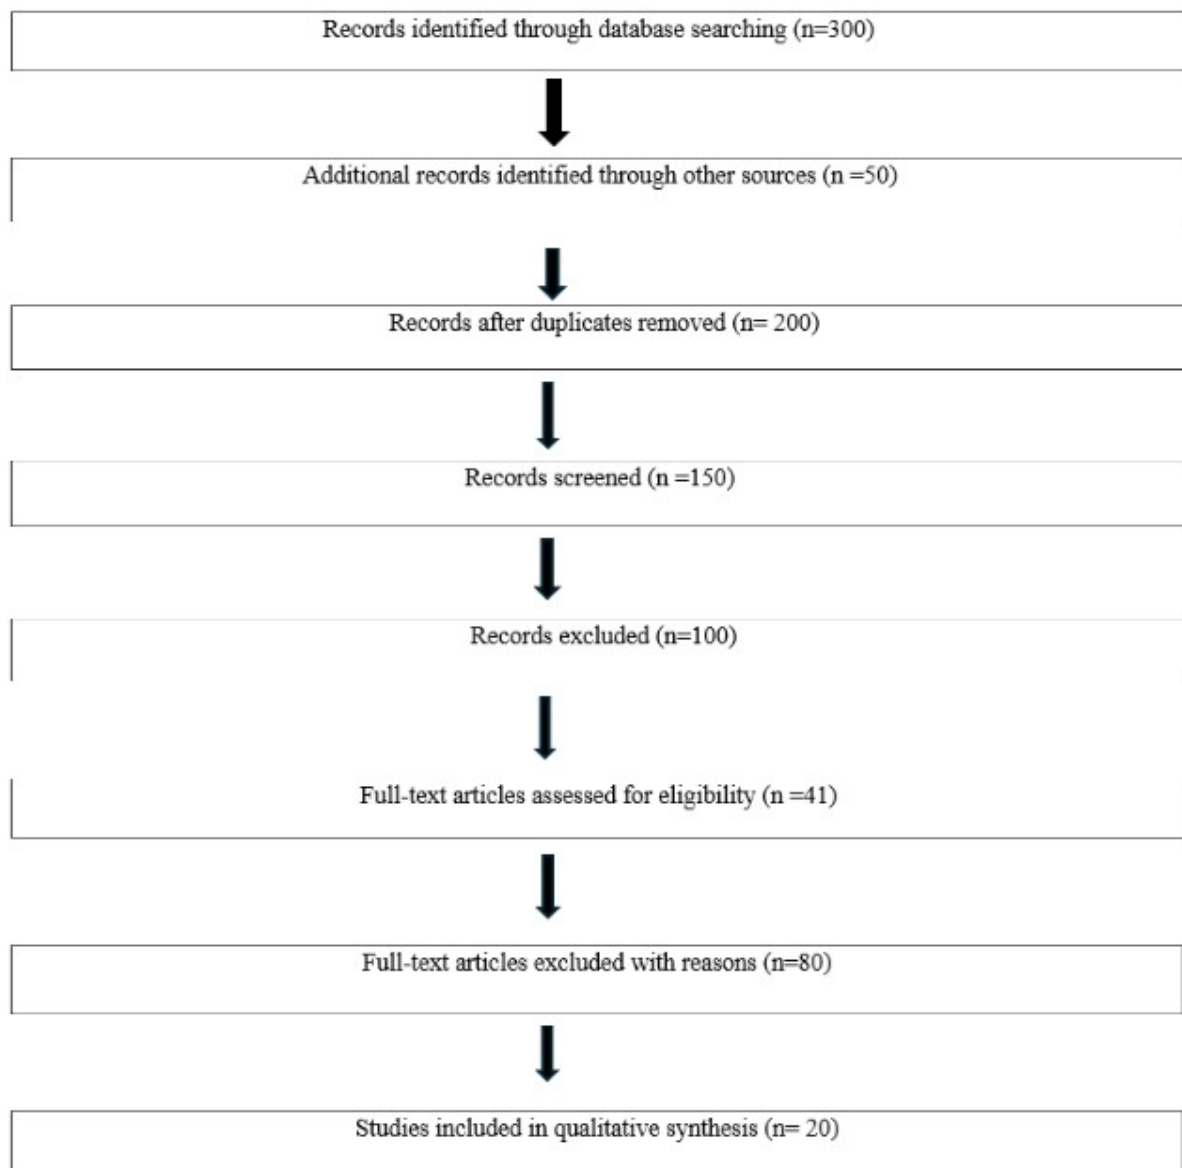 Records identified through database searching (n=300)
Additional records identified through other sources (n =50)
Records after duplicates removed (n= 200)
Records screened (n =150)
Records excluded (n=100)
Full-text articles assessed for eligibility (n =41)
Full-text articles excluded with reasons (n=80)
Studies included in qualitative synthesis (n= 20)